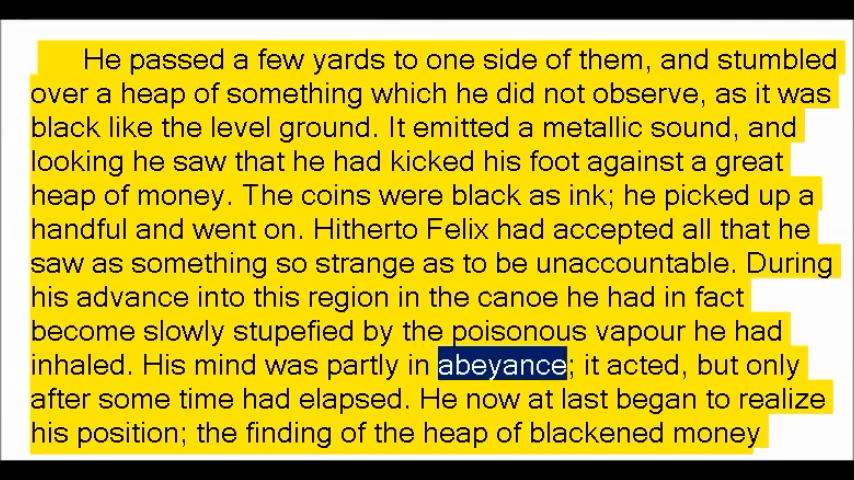 He passed a few yards to one side of them, and stumbled
over a heap of something which he did not observe, as it was
black like the level ground. It emitted a metallic sound, and
looking he saw that he had kicked his foot against a great
heap of money. The coins were black as ink; he picked up a
handful and went on. Hitherto Felix had accepted all that he
saw as something so strange as to be unaccountable. During
his advance into this region in the canoe he had in fact
become slowly stupefied by the poisonous vapour he had
inhaled. His mind was partly in abeyance; it acted, but only
after some time had elapsed. He now at last began to realize
his position; the finding of the heap of blackened money